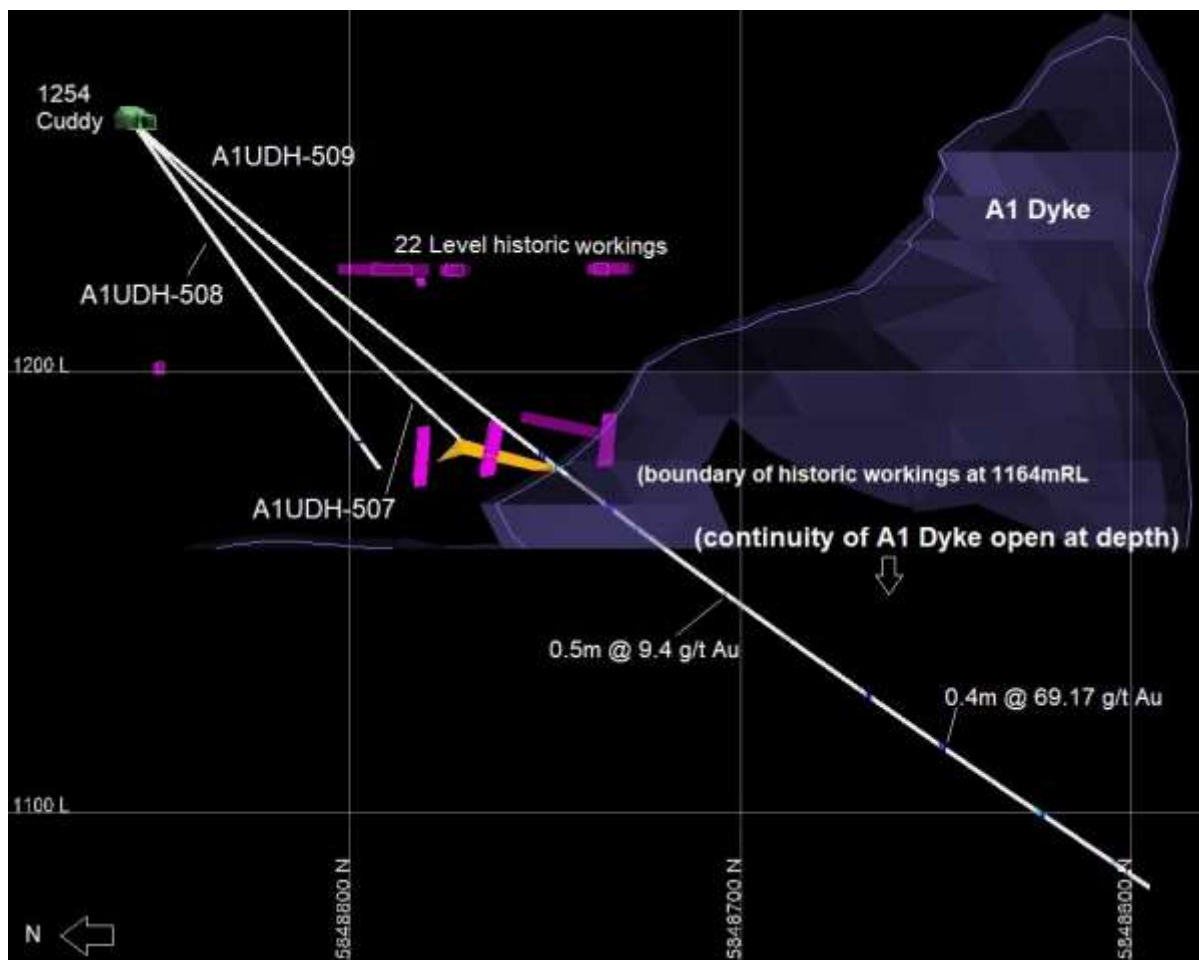 1254
Cuddy
A1UDH-509
A1 Dyke
22 Level historic workings
A1UDH-508
1200 L
(boundary of historic workings at 1164mRL
A1UDH-507
(continuity of A1 Dyke open at depth)
0.5m @ 9.4 g/t Au
0.4m @ 69.17 g/t Au
1100 L
5848800 N
5848700 N
5848800 N
N